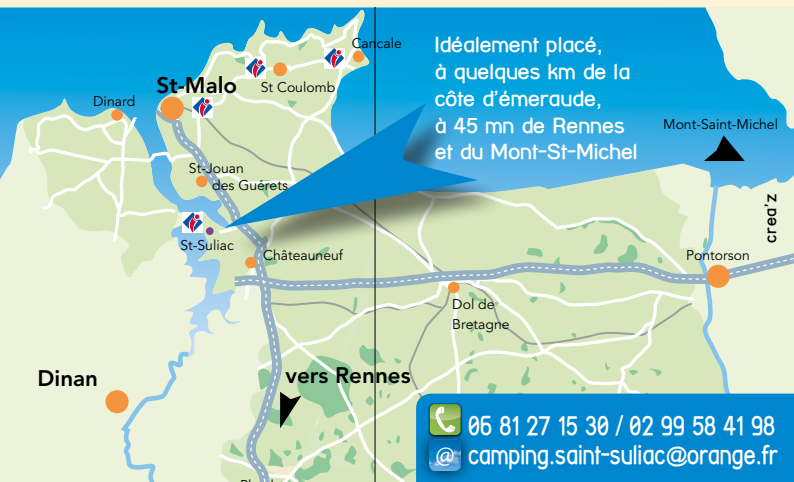 Cancale
Idéalement placé,
à quelques km de la
côte d'émeraude,
à 45 mn de Rennes
et du Mont-St-Michel
St-Malo
St Coulomb
Dinard
Mont-Saint-Michel
St-Jouan
des Guérets
crea'z
St-Suliac
Châteauneuf
Pontorson
Dol de
Bretagne
Dinan
vers Rennes
06 81 27 15 30 / 02 99 58 41 98
@ camping.saint-suliac@orange.fr